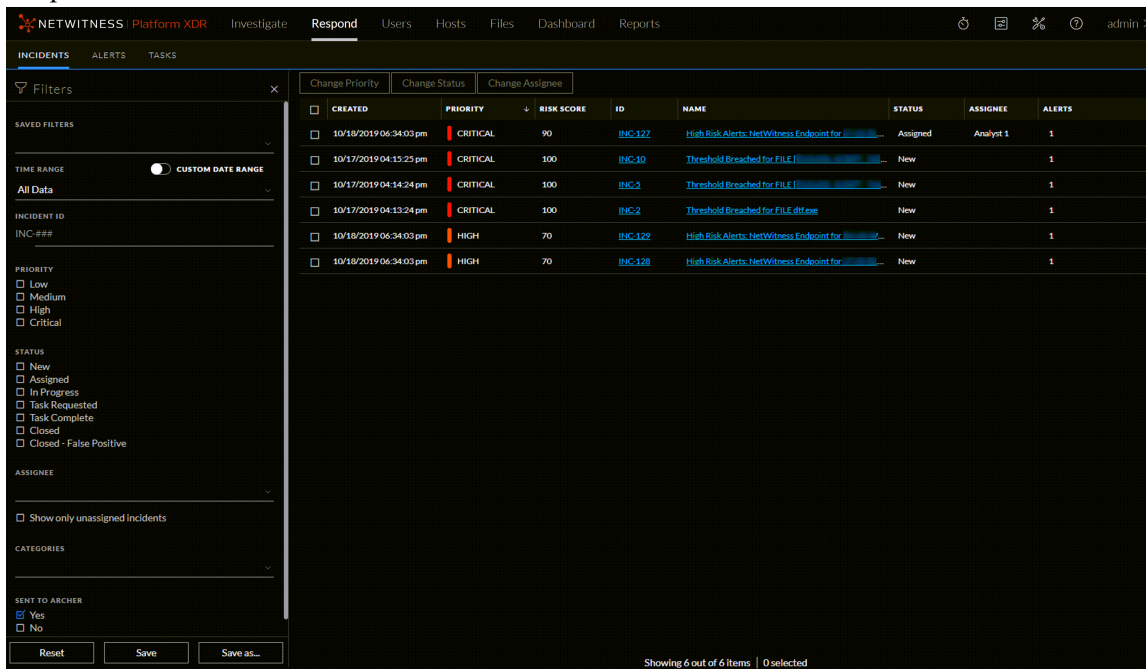 NETWITNESS | Platform XDR Investigate Respond Users Hosts Files Dashboard Reports admin
INCIDENTS ALERTS TASKS
Filters
SAVED FILTERS
TIME RANGE CUSTOM DATE RANGE
All Data
INCIDENT ID
INC-###
PRIORITY
Low
Medium
High
Critical
STATUS
New
Assigned
In Progress
Task Requested
Task Complete
Closed
Closed - False Positive
ASSIGNEE
Show only unassigned incidents
CATEGORIES
SENT TO ARCHER
Yes
No
Reset Save Save as...
Change Priority Change Status Change Assignee
CREATED PRIORITY RISK SCORE ID NAME STATUS ASSIGNEE ALERTS
10/18/2019 06:34:03 pm CRITICAL 90 INC-127 High Risk Alerts: NetWitness Endpoint for ... Assigned Analyst 1 1
10/17/2019 04:15:25 pm CRITICAL 100 INC-10 Threshold Breached for FILE [ ... New 1
10/17/2019 04:14:24 pm CRITICAL 100 INC-5 Threshold Breached for FILE [ ... New 1
10/17/2019 04:13:24 pm CRITICAL 100 INC-2 Threshold Breached for FILE dtf.exe New 1
10/18/2019 06:34:03 pm HIGH 70 INC-129 High Risk Alerts: NetWitness Endpoint for ... New 1
10/18/2019 06:34:03 pm HIGH 70 INC-128 High Risk Alerts: NetWitness Endpoint for ... New 1
Showing 6 out of 6 items | 0 selected